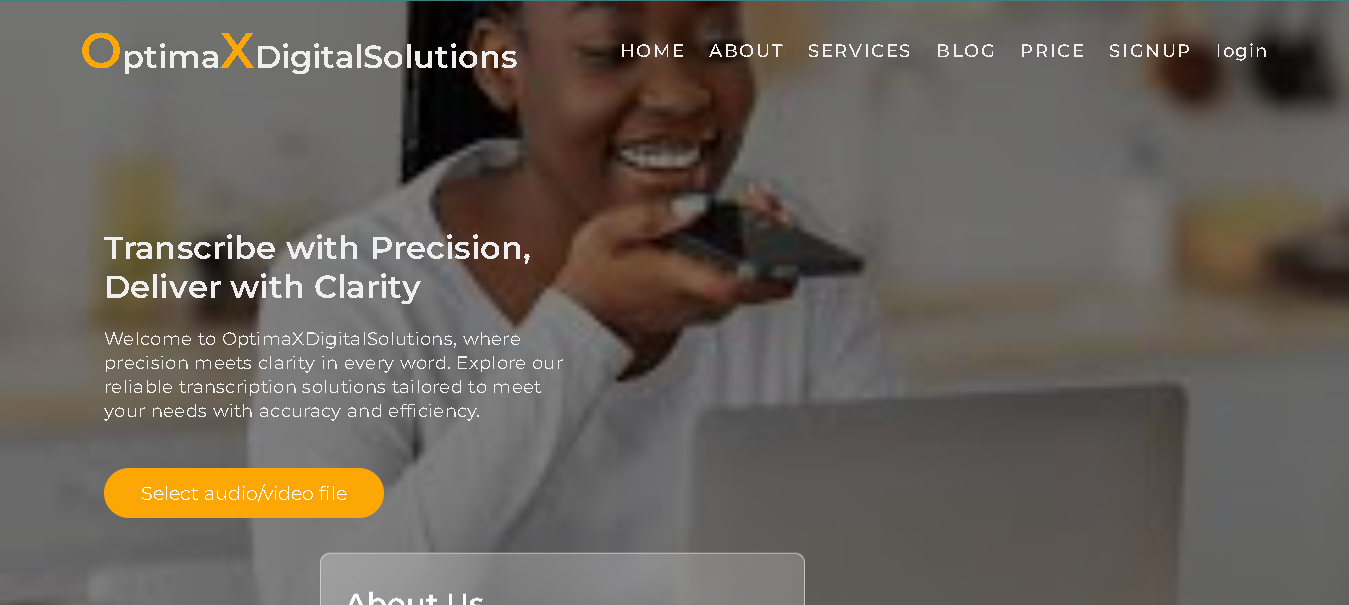 OptimaXDigitalSolutions
HOME ABOUT SERVICES BLOG PRICE SIGNUP login
Transcribe with Precision,
Deliver with Clarity
Welcome to OptimaXDigitalSolutions, where
precision meets clarity in every word. Explore our
reliable transcription solutions tailored to meet
your needs with accuracy and efficiency.
Select audio/video file
About Us